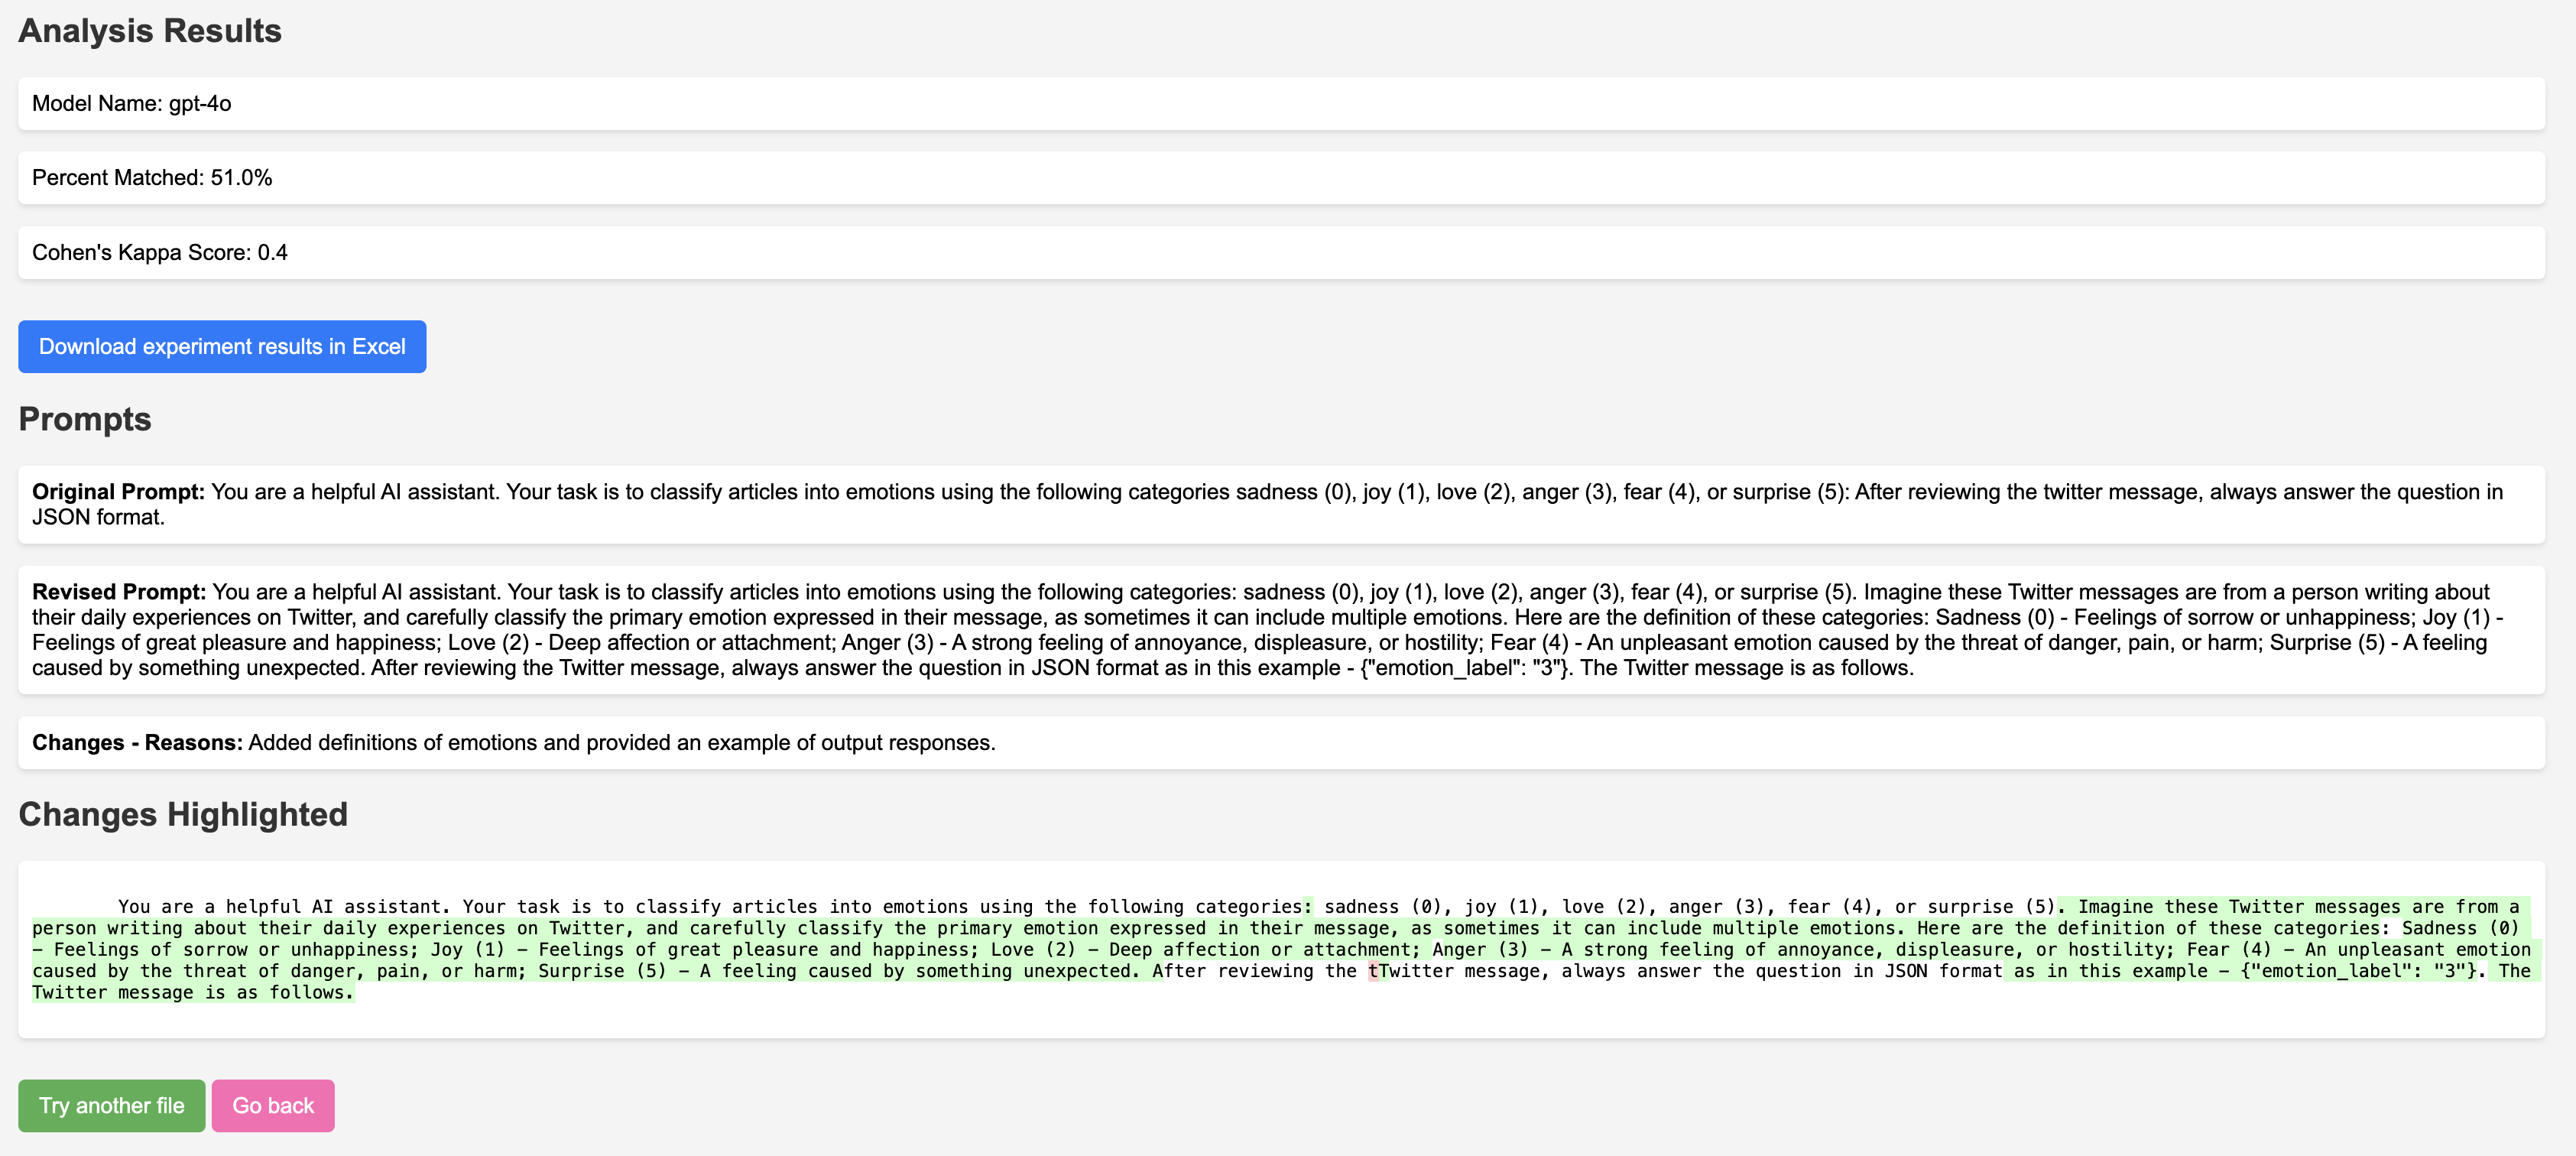 Analysis Results
Model Name: gpt-4o
Percent Matched: 51.0%
Cohen's Kappa Score: 0.4
Download experiment results in Excel
Prompts
Original Prompt: You are a helpful AI assistant. Your task is to classify articles into emotions using the following categories sadness (0), joy (1), love (2), anger (3), fear (4), or surprise (5): After reviewing the twitter message, always answer the question in
JSON format.
Revised Prompt: You are a helpful AI assistant. Your task is to classify articles into emotions using the following categories: sadness (0), joy (1), love (2), anger (3), fear (4), or surprise (5). Imagine these Twitter messages are from a person writing about
their daily experiences on Twitter, and carefully classify the primary emotion expressed in their message, as sometimes it can include multiple emotions. Here are the definition of these categories: Sadness (0) - Feelings of sorrow or unhappiness; Joy (1) -
Feelings of great pleasure and happiness; Love (2) - Deep affection or attachment; Anger (3) - A strong feeling of annoyance, displeasure, or hostility; Fear (4) - An unpleasant emotion caused by the threat of danger, pain, or harm; Surprise (5) - A feeling
caused by something unexpected. After reviewing the Twitter message, always answer the question in JSON format as in this example - {"emotion_label": "3"}. The Twitter message is as follows.
Changes - Reasons: Added definitions of emotions and provided an example of output responses.
Changes Highlighted
You are a helpful AI assistant. Your task is to classify articles into emotions using the following categories: sadness (0), joy (1), love (2), anger (3), fear (4), or surprise (5). Imagine these Twitter messages are from a
person writing about their daily experiences on Twitter, and carefully classify the primary emotion expressed in their message, as sometimes it can include multiple emotions. Here are the definition of these categories: Sadness (0)
- Feelings of sorrow or unhappiness; Joy (1) - Feelings of great pleasure and happiness; Love (2) - Deep affection or attachment; Anger (3) - A strong feeling of annoyance, displeasure, or hostility; Fear (4) - An unpleasant emotion
caused by the threat of danger, pain, or harm; Surprise (5) - A feeling caused by something unexpected. After reviewing the tTwitter message, always answer the question in JSON format as in this example - {"emotion_label": "3"}. The
Twitter message is as follows.
Try another file
Go back